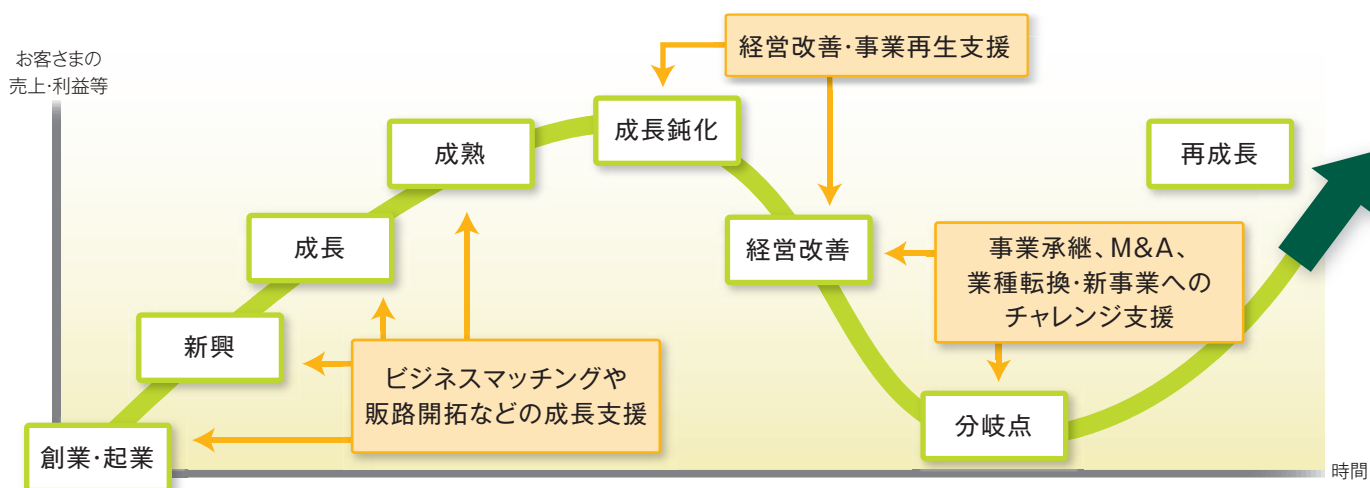 お客さまの
売上・利益等
経営改善・事業再生支援
成長鈍化
成熟
再成長
成長
経営改善
事業承継、M&A、
業種転換・新事業への
チャレンジ支援
新興
ビジネスマッチングや
販路開拓などの成長支援
分岐点
創業・起業
時間